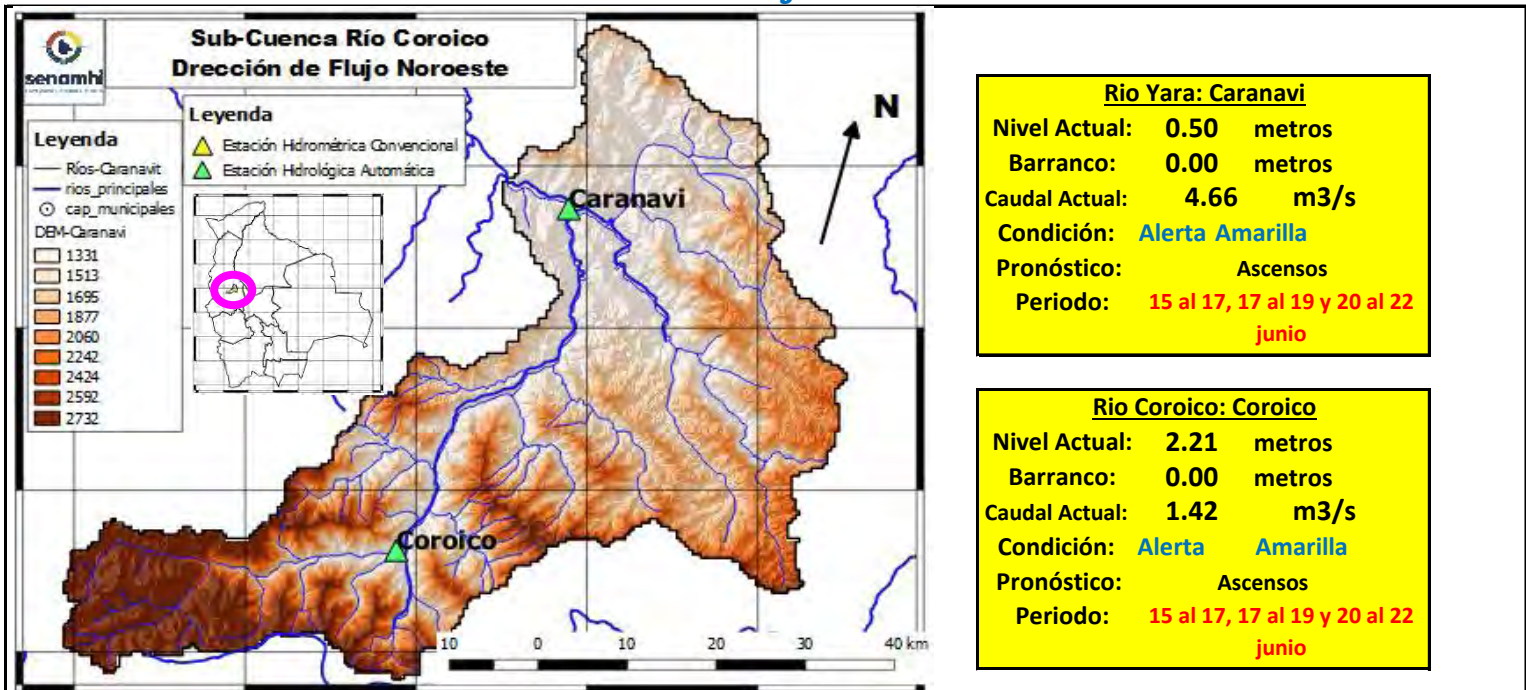 Sub-Cuenca Río Coroico
Drección de Flujo Noroeste
senamhi
Leyenda
Estación Hidrométrica Convencional
Estación Hidrológica Automática
Leyenda
Ríos-Caranavit
rios_principales
cap_municipales
DEM-Caranavi
1331
1513
1695
1877
2060
2242
2424
2592
2732
N
Caranavi
Coroico
10 0 10 20 30 40 km
Rio Yara: Caranavi
Nivel Actual: 0.50 metros
Barranco: 0.00 metros
Caudal Actual: 4.66 m3/s
Condición: Alerta Amarilla
Pronóstico: Ascensos
Periodo: 15 al 17, 17 al 19 y 20 al 22
junio
Rio Coroico: Coroico
Nivel Actual: 2.21 metros
Barranco: 0.00 metros
Caudal Actual: 1.42 m3/s
Condición: Alerta Amarilla
Pronóstico: Ascensos
Periodo: 15 al 17, 17 al 19 y 20 al 22
junio